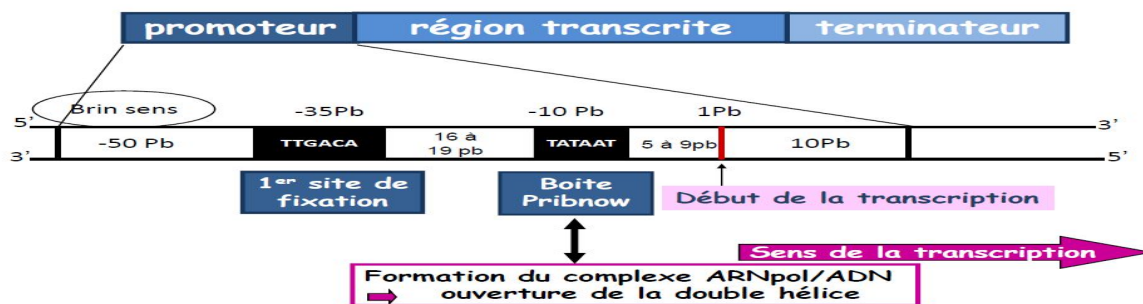 promoteur région transcrite terminateur
Brin sens -35Pb -10 Pb 1Pb
5' 3'
-50 Pb TTGACA 16 à TATAAT 5 à 9pb 10Pb
19 pb
3' 5'
1er site de
fixation
Boite
Pribnow
Début de la transcription
Sens de la transcription
Formation du complexe ARNpol/ADN
ouverture de la double hélice